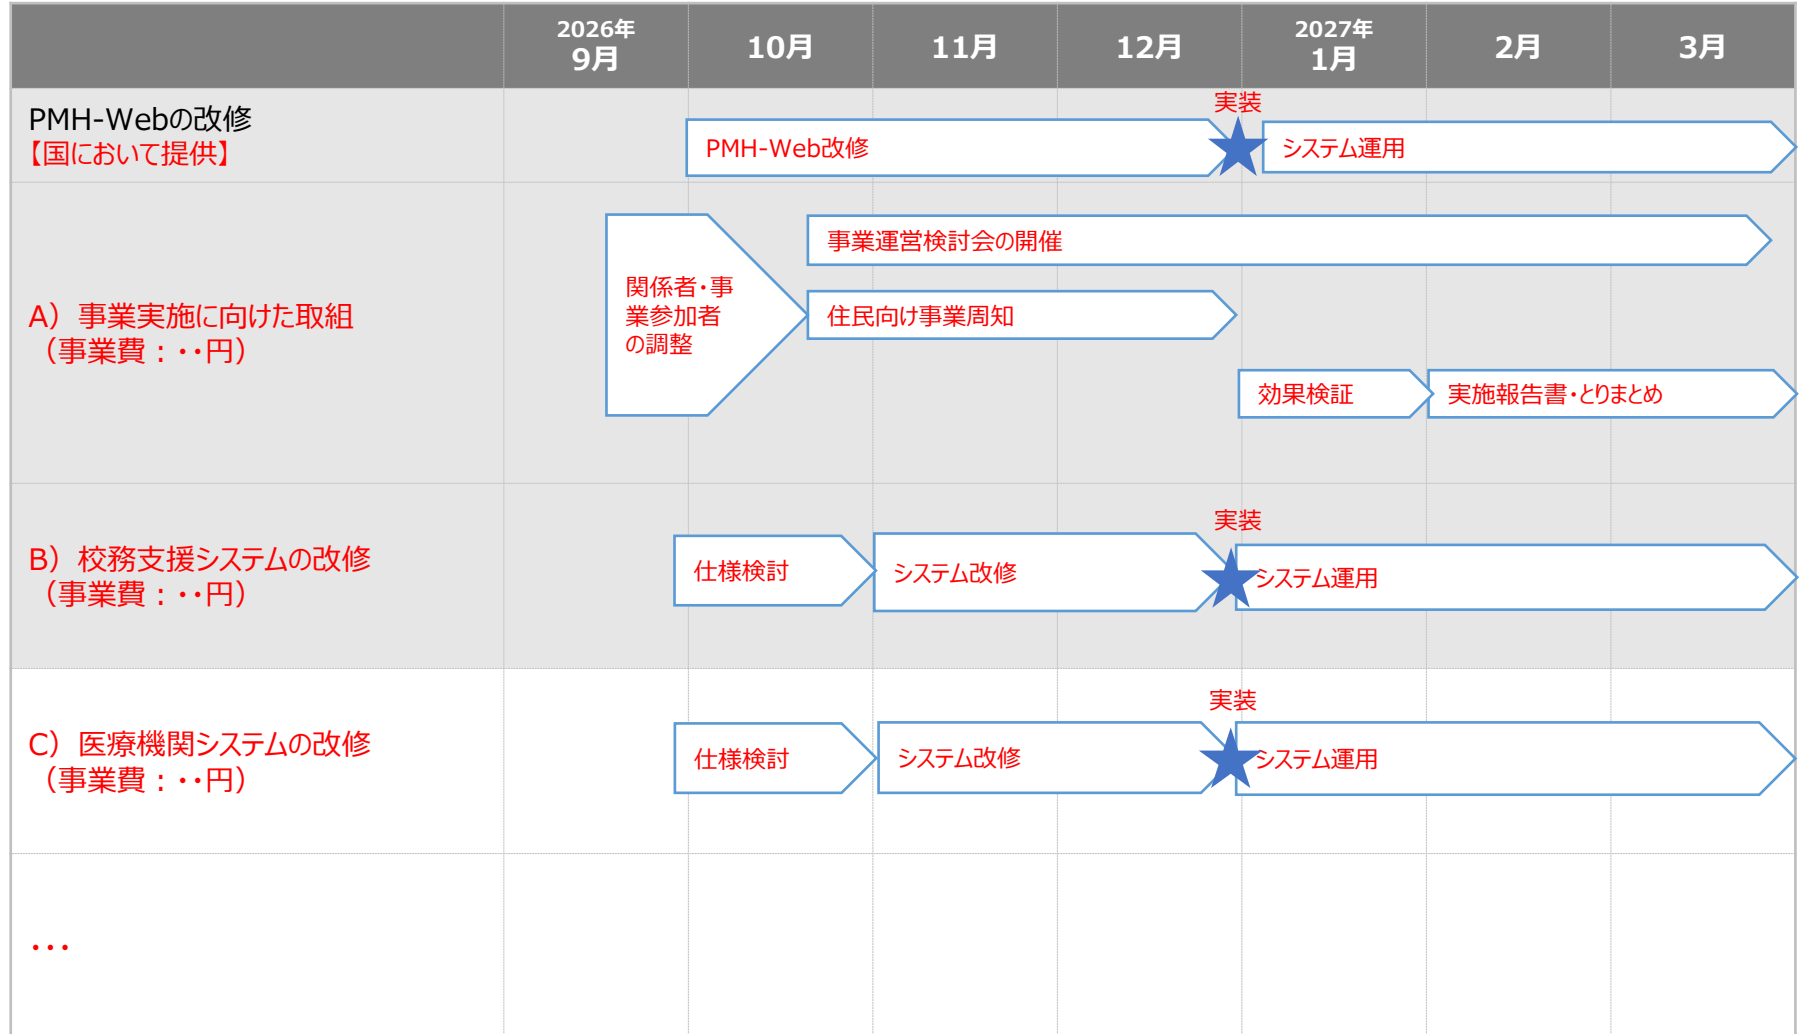 2026年
9月
10月
11月
12月
2027年
1月
2月
3月
PMH-Webの改修
【国において提供】
PMH-Web改修
実装
システム運用
A）事業実施に向けた取組
（事業費：・・円）
関係者・事
業参加者
の調整
事業運営検討会の開催
住民向け事業周知
効果検証
実施報告書・とりまとめ
B）校務支援システムの改修
（事業費：・・円）
仕様検討
システム改修
実装
システム運用
C）医療機関システムの改修
（事業費：・・円）
仕様検討
システム改修
実装
システム運用
・・・